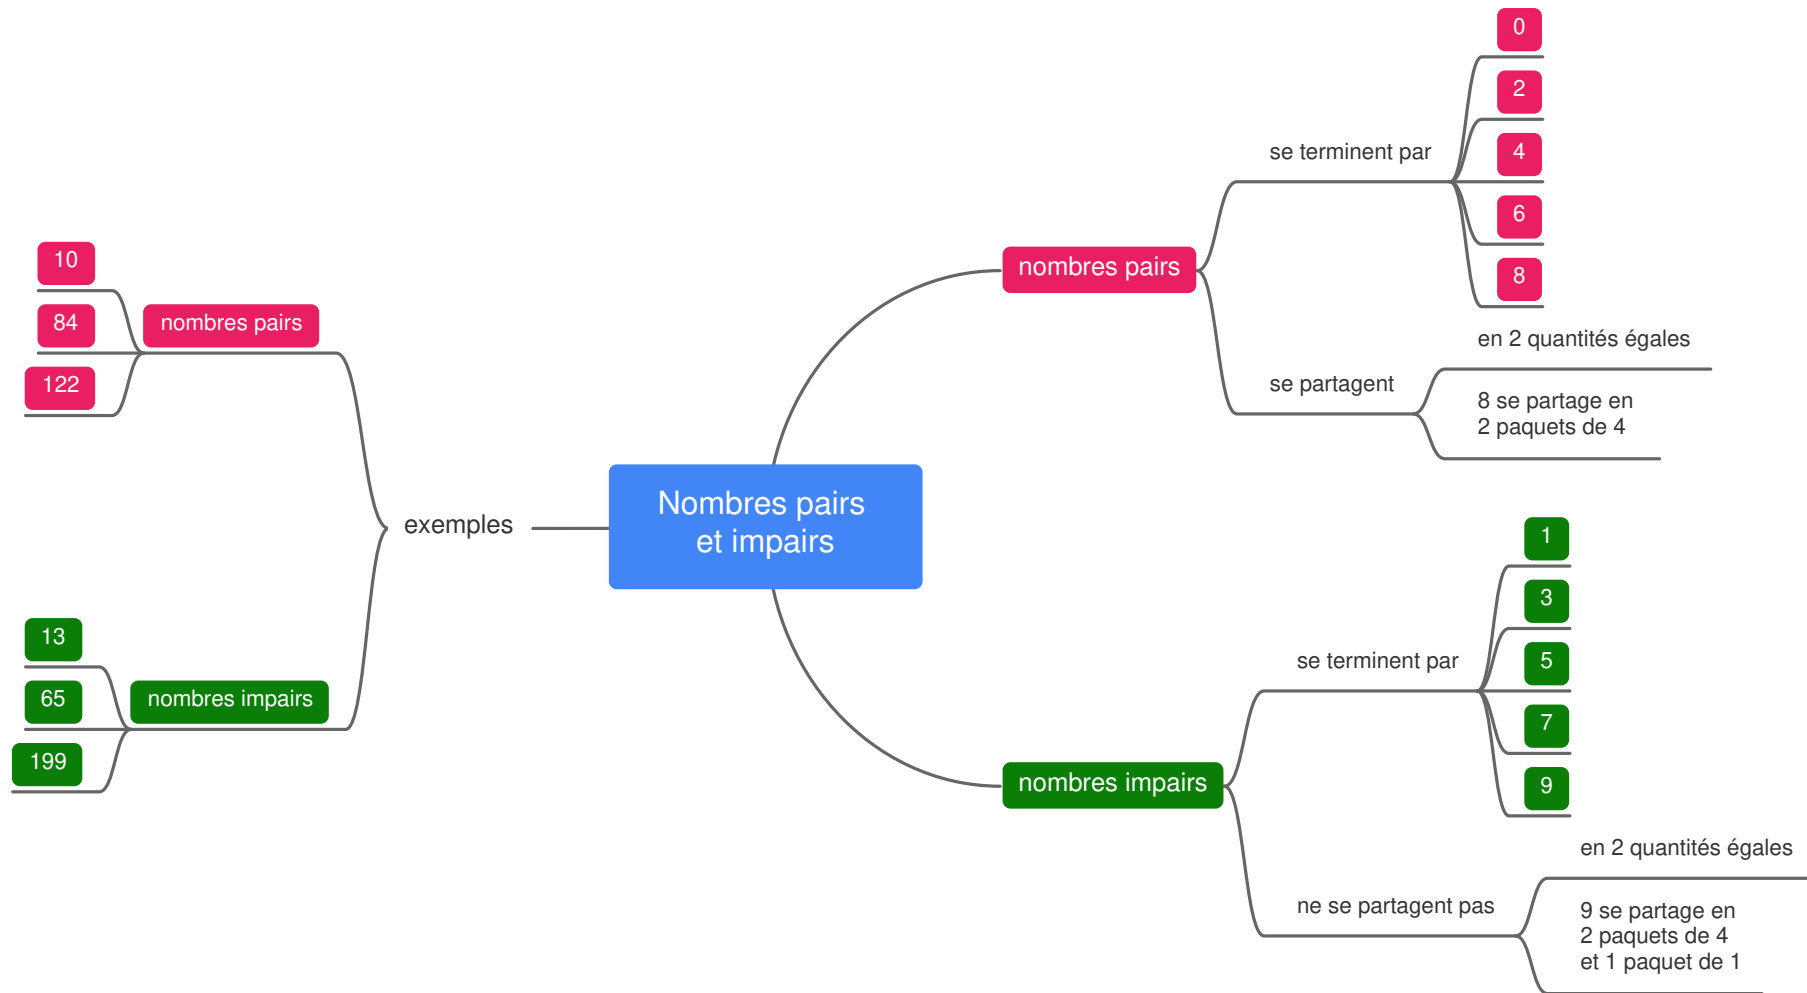 Nombres pairs
et impairs
nombres pairs
se terminent par
0
2
4
6
8
se partagent
en 2 quantités égales
8 se partage en
2 paquets de 4
nombres impairs
se terminent par
1
3
5
7
9
ne se partagent pas
en 2 quantités égales
9 se partage en
2 paquets de 4
et 1 paquet de 1
exemples
nombres pairs
10
84
122
nombres impairs
13
65
199